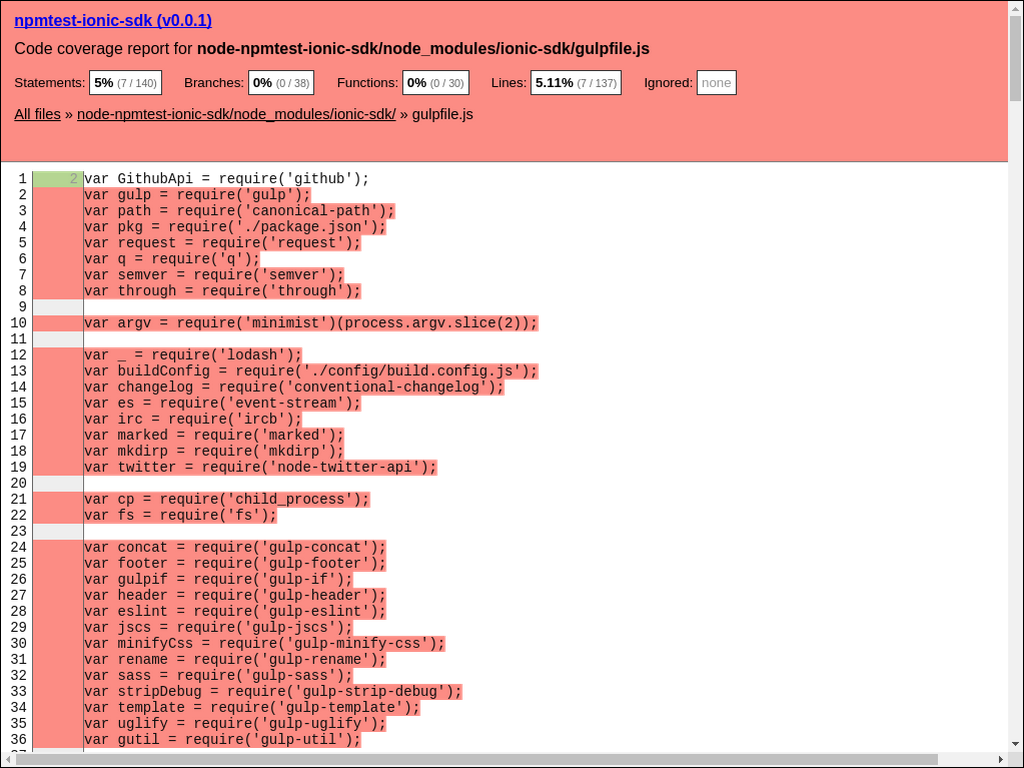 npmtest-ionic-sdk (v0.0.1)
Code coverage report for node-npmtest-ionic-sdk/node_modules/ionic-sdk/gulpfile.js
Statements: 5% (7 / 140) Branches: 0% (0 / 38) Functions: 0% (0 / 30) Lines: 5.11% (7 / 137) Ignored: none
All files » node-npmtest-ionic-sdk/node_modules/ionic-sdk/ » gulpfile.js
1 2 var GithubApi = require('github');
2 var gulp = require('gulp');
3 var path = require('canonical-path');
4 var pkg = require('./package.json');
5 var request = require('request');
6 var q = require('q');
7 var semver = require('semver');
8 var through = require('through');
9
10 var argv = require('minimist')(process.argv.slice(2));
11
12 var _ = require('lodash');
13 var buildConfig = require('./config/build.config.js');
14 var changelog = require('conventional-changelog');
15 var es = require('event-stream');
16 var irc = require('ircb');
17 var marked = require('marked');
18 var mkdirp = require('mkdirp');
19 var twitter = require('node-twitter-api');
20
21 var cp = require('child_process');
22 var fs = require('fs');
23
24 var concat = require('gulp-concat');
25 var footer = require('gulp-footer');
26 var gulpif = require('gulp-if');
27 var header = require('gulp-header');
28 var eslint = require('gulp-eslint');
29 var jscs = require('gulp-jscs');
30 var minifyCss = require('gulp-minify-css');
31 var rename = require('gulp-rename');
32 var sass = require('gulp-sass');
33 var stripDebug = require('gulp-strip-debug');
34 var template = require('gulp-template');
35 var uglify = require('gulp-uglify');
36 var gutil = require('gulp-util');